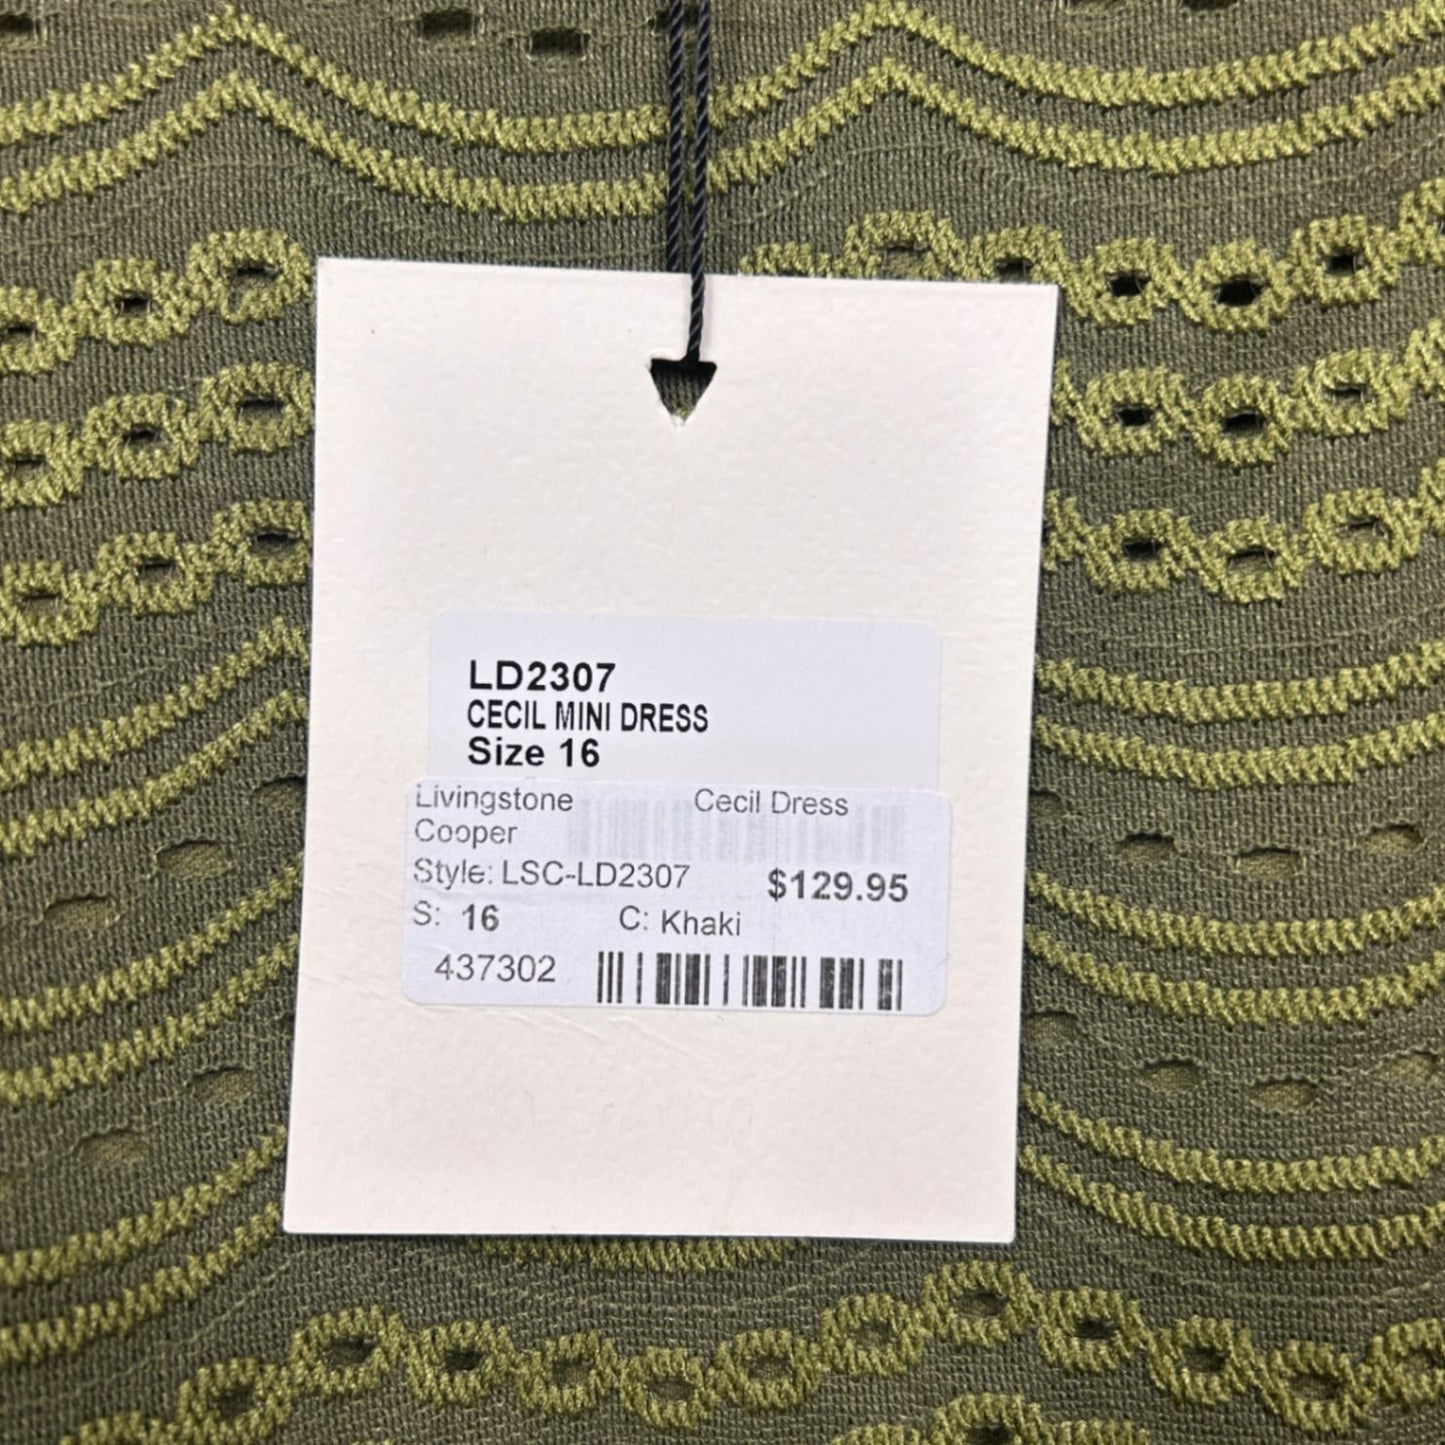 LD2307
CECIL MINI DRESS
Size 16
Livingstone Cecil Dress
Cooper
Style: LSC-LD2307 $129.95
S: 16 C: Khaki
437302